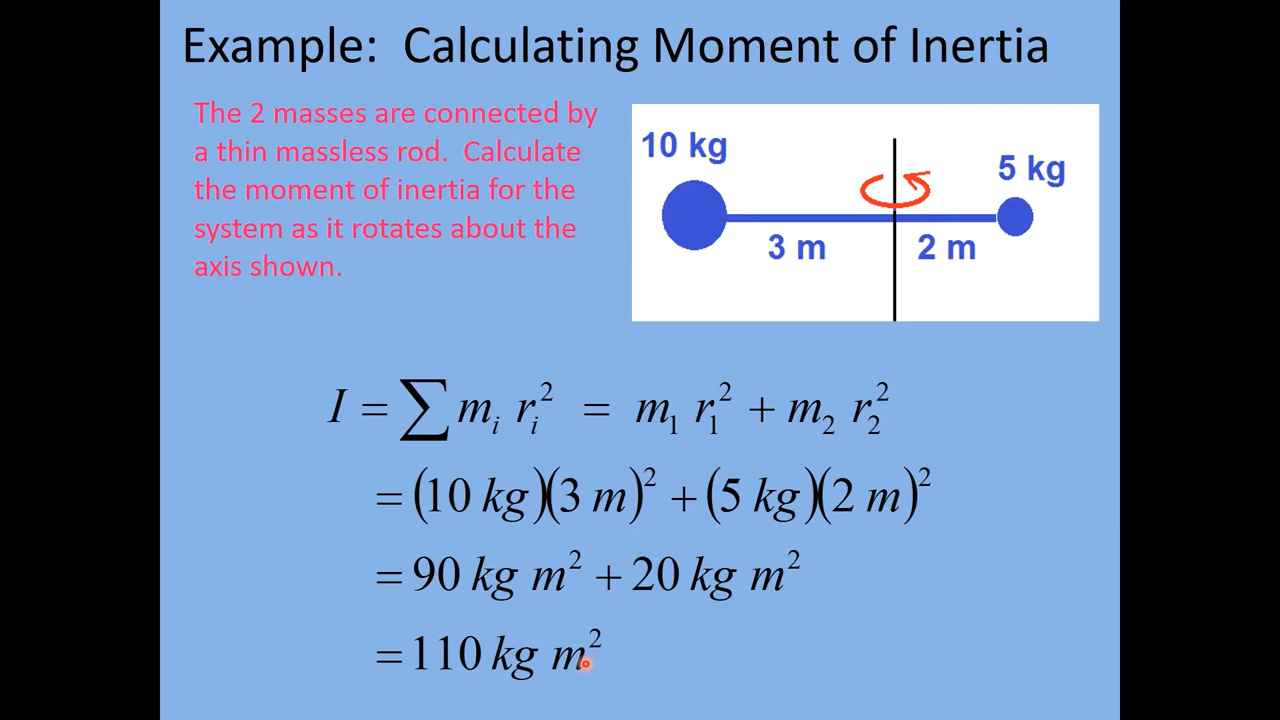 Example:  Calculating Moment of Inertia
The 2 masses are connected by
a thin massless rod.  Calculate
the moment of inertia for the
system as it rotates about the
axis shown.
10 kg
5 kg
3 m
2 m
I = ∑ mᵢ rᵢ² = m₁ r₁² + m₂ r₂²
= (10 kg)(3 m)² + (5 kg)(2 m)²
= 90 kg m² + 20 kg m²
= 110 kg m²